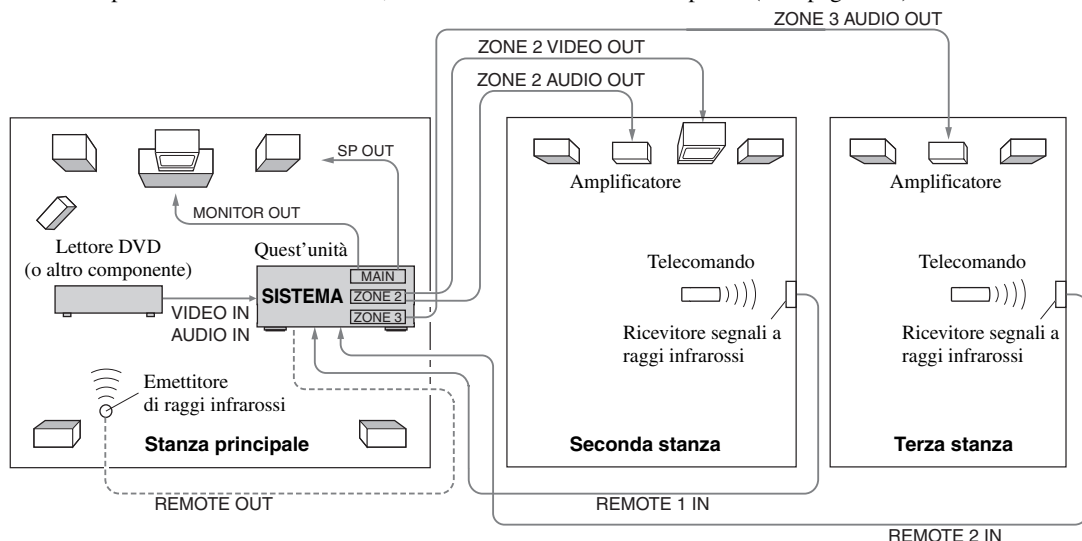 ZONE 3 AUDIO OUT
ZONE 2 VIDEO OUT
ZONE 2 AUDIO OUT
SP OUT
MONITOR OUT
Amplificatore
Amplificatore
Lettore DVD
(o altro componente)
Quest'unità
MAIN
SISTEMA
ZONE 2
ZONE 3
VIDEO IN
AUDIO IN
Telecomando
Ricevitore segnali a
raggi infrarossi
Telecomando
Ricevitore segnali a
raggi infrarossi
Emettitore
di raggi infrarossi
Stanza principale
Seconda stanza
Terza stanza
REMOTE OUT
REMOTE 1 IN
REMOTE 2 IN